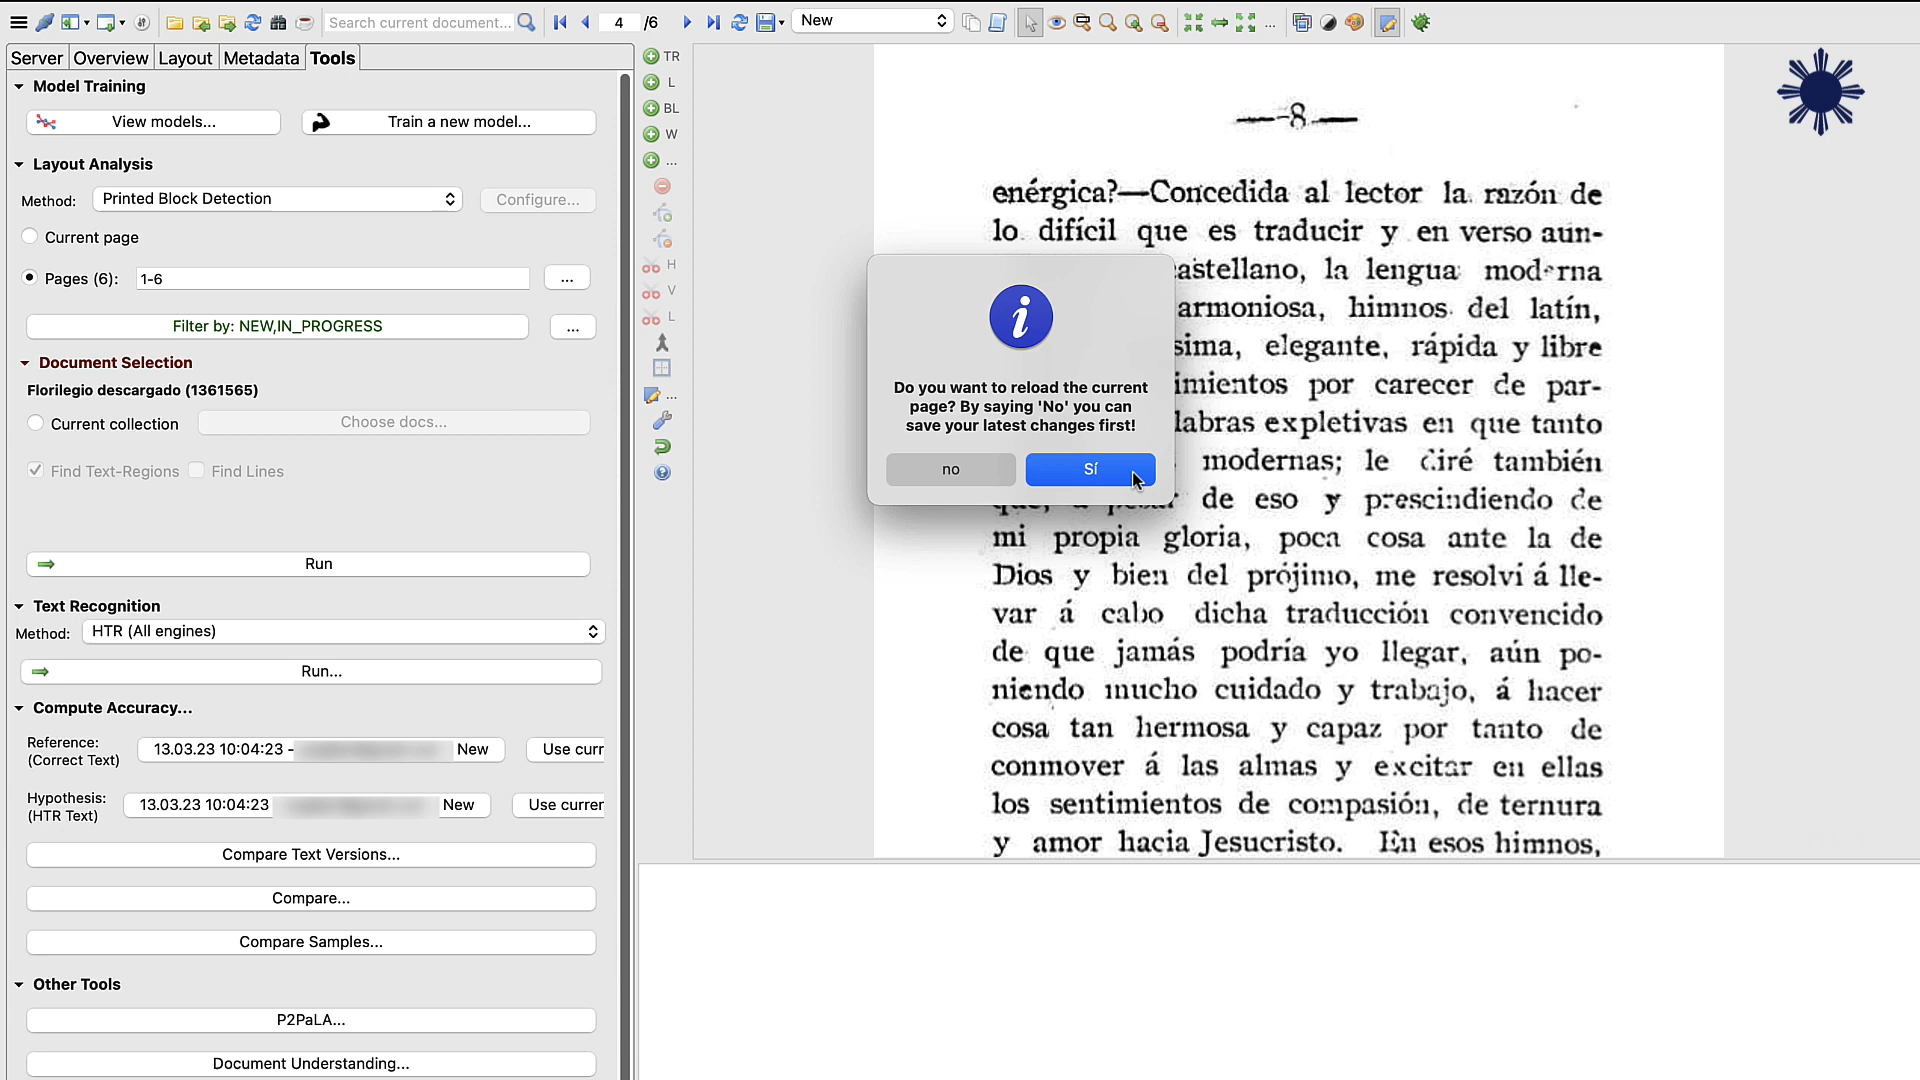 Search current document...
4 /6
New
Server Overview Layout Metadata Tools
Model Training
View models...
Train a new model...
Layout Analysis
Method: Printed Block Detection
Configure...
Current page
Pages (6): 1-6
...
Filter by: NEW,IN_PROGRESS
...
Document Selection
Florilegio descargado (1361565)
Current collection
Choose docs...
Find Text-Regions
Find Lines
Run
Text Recognition
Method: HTR (All engines)
Run...
Compute Accuracy...
Reference:
(Correct Text)
13.03.23 10:04:23 -
New
Use curr
Hypothesis:
(HTR Text)
13.03.23 10:04:23
New
Use currer
Compare Text Versions...
Compare...
Compare Samples...
Other Tools
P2PaLA...
Document Understanding...
TR
L
BL
W
...
H
V
L
...
Do you want to reload the current
page? By saying 'No' you can
save your latest changes first!
no
Sí
—8—
enérgica?—Concedida al lector la razón de
lo difícil que es traducir y en verso aun-
astellano, la lengua moderna
armoniosa, himnos del latín,
sima, elegante, rápida y libre
imientos por carecer de par-
labras expletivas en que tanto
modernas; le diré también
que, á pesar de eso y prescindiendo de
mi propia gloria, poca cosa ante la de
Dios y bien del prójimo, me resolví á lle-
var á cabo dicha traducción convencido
de que jamás podría yo llegar, aún po-
niendo mucho cuidado y trabajo, á hacer
cosa tan hermosa y capaz por tanto de
conmover á las almas y excitar en ellas
los sentimientos de compasión, de ternura
y amor hacia Jesucristo. En esos himnos,